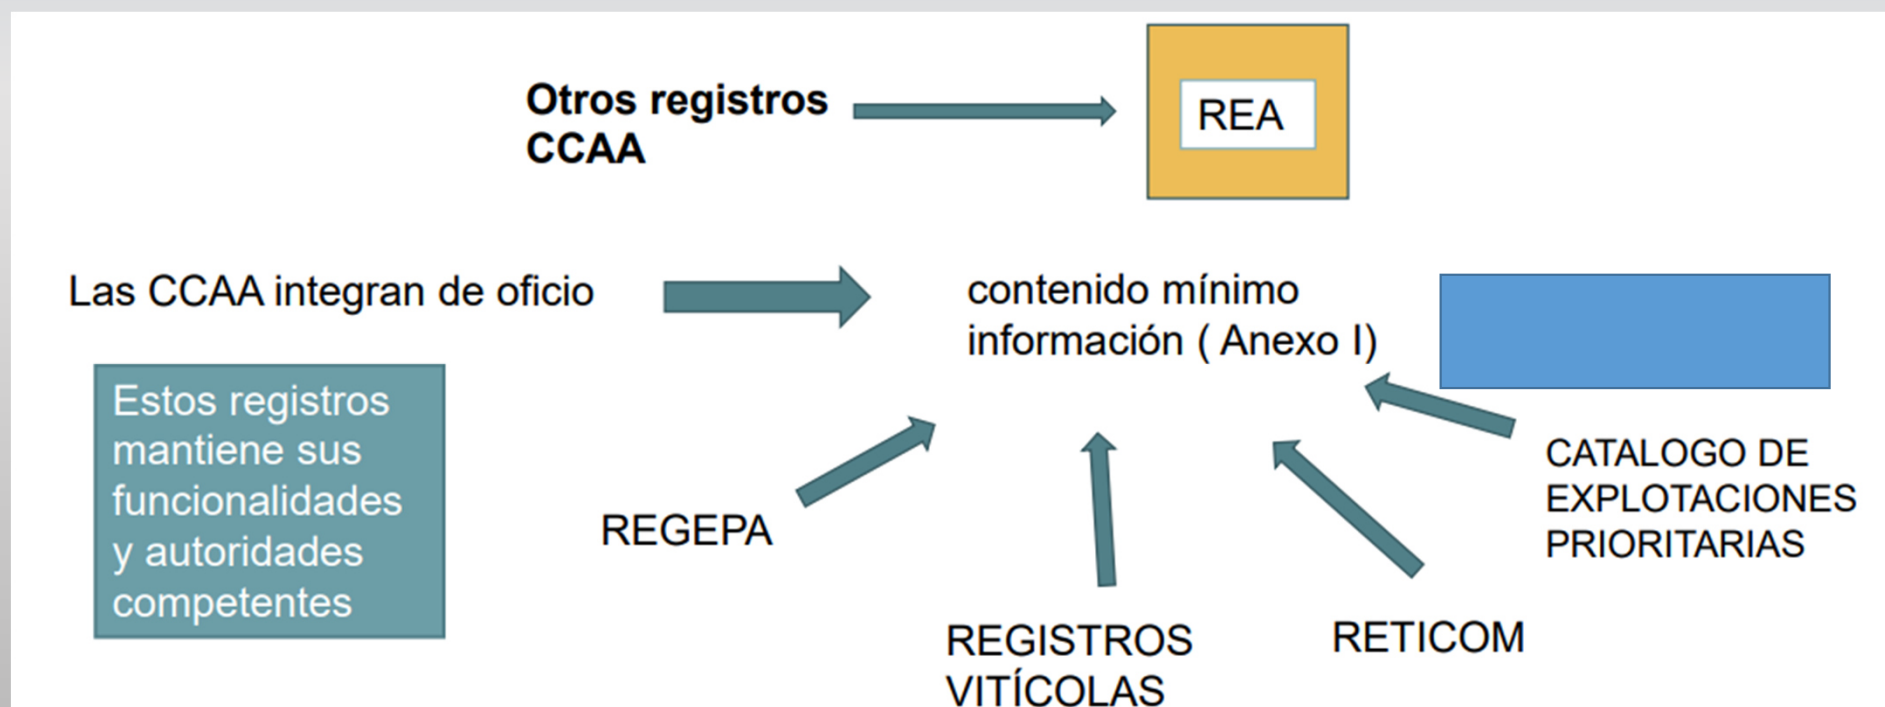 Otros registros
CCAA
REA
Las CCAA integran de oficio
contenido mínimo
información ( Anexo I)
Estos registros
mantiene sus
funcionalidades
y autoridades
competentes
REGEPA
REGISTROS
VITÍCOLAS
RETICOM
CATALOGO DE
EXPLOTACIONES
PRIORITARIAS